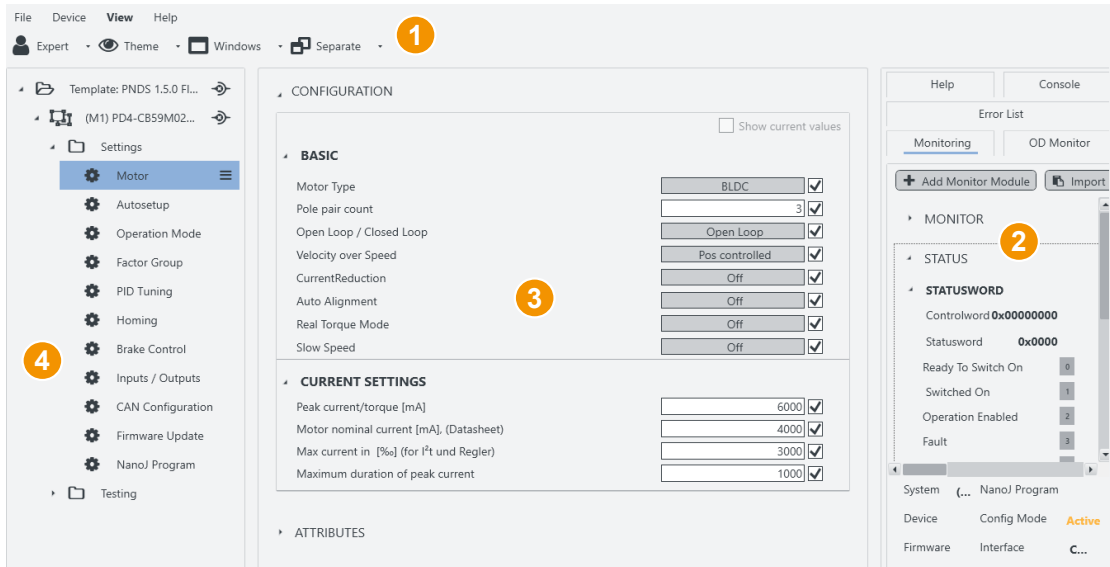 File Device View Help
Expert Theme Windows Separate 1
Template: PNDS 1.5.0 Fl...
(M1) PD4-CB59M02...
Settings
Motor
Autosetup
Operation Mode
Factor Group
PID Tuning
Homing
Brake Control
4
Inputs / Outputs
CAN Configuration
Firmware Update
NanoJ Program
Testing
CONFIGURATION
Show current values
BASIC
Motor Type BLDC
Pole pair count 3
Open Loop / Closed Loop Open Loop
Velocity over Speed Pos controlled
CurrentReduction Off
3
Auto Alignment Off
Real Torque Mode Off
Slow Speed Off
CURRENT SETTINGS
Peak current/torque [mA] 6000
Motor nominal current [mA], (Datasheet) 4000
Max current in [‰] (for I²t und Regler) 3000
Maximum duration of peak current 1000
ATTRIBUTES
Help Console
Error List
Monitoring OD Monitor
Add Monitor Module Import
MONITOR
2
STATUS
STATUSWORD
Controlword 0x00000000
Statusword 0x0000
Ready To Switch On 0
Switched On 1
Operation Enabled 2
Fault 3
System (... NanoJ Program
Device Config Mode Active
Firmware Interface C...